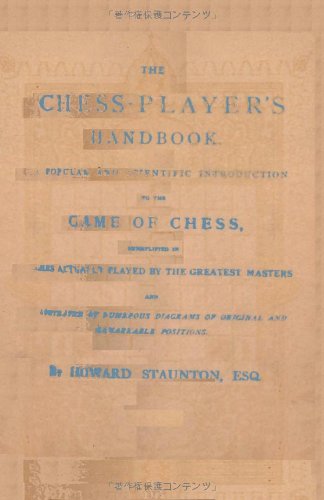 「著作権保護コンテンツ」
THE
CHESS-PLAYER'S
HANDBOOK.
POPULAR AND SCIENTIFIC INTRODUCTION
TO THE
GAME OF CHESS,
EXEMPLIFIED IN
ACTUALLY PLAYED BY THE GREATEST MASTERS
AND
BY NUMEROUS DIAGRAMS OF ORIGINAL AND
REMARKABLE POSITIONS.
By HOWARD STAUNTON, ESQ.
「著作権保護コンテンツ」